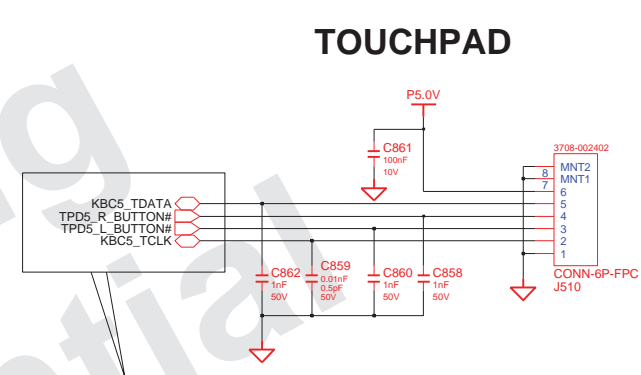 TOUCHPAD
P5.0V
C861
100nF
10V
3708-002402
MNT2
8
MNT1
7
6
KBC5_TDATA
5
TPD5_R_BUTTON#
4
TPD5_L_BUTTON#
3
KBC5_TCLK
2
1
C862
1nF
50V
C859
0.01nF
0.5pF
50V
C860
1nF
50V
C858
1nF
50V
CONN-6P-FPC
J510